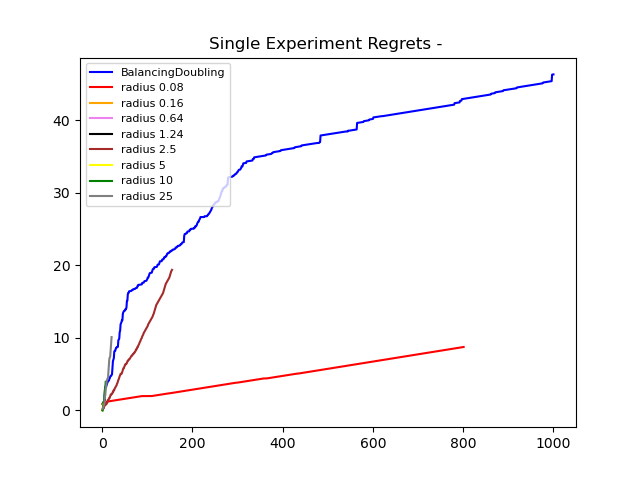 Single Experiment Regrets -
BalancingDoubling
radius 0.08
radius 0.16
radius 0.64
radius 1.24
radius 2.5
radius 5
radius 10
radius 25
40
30
20
10
0
0 200 400 600 800 1000